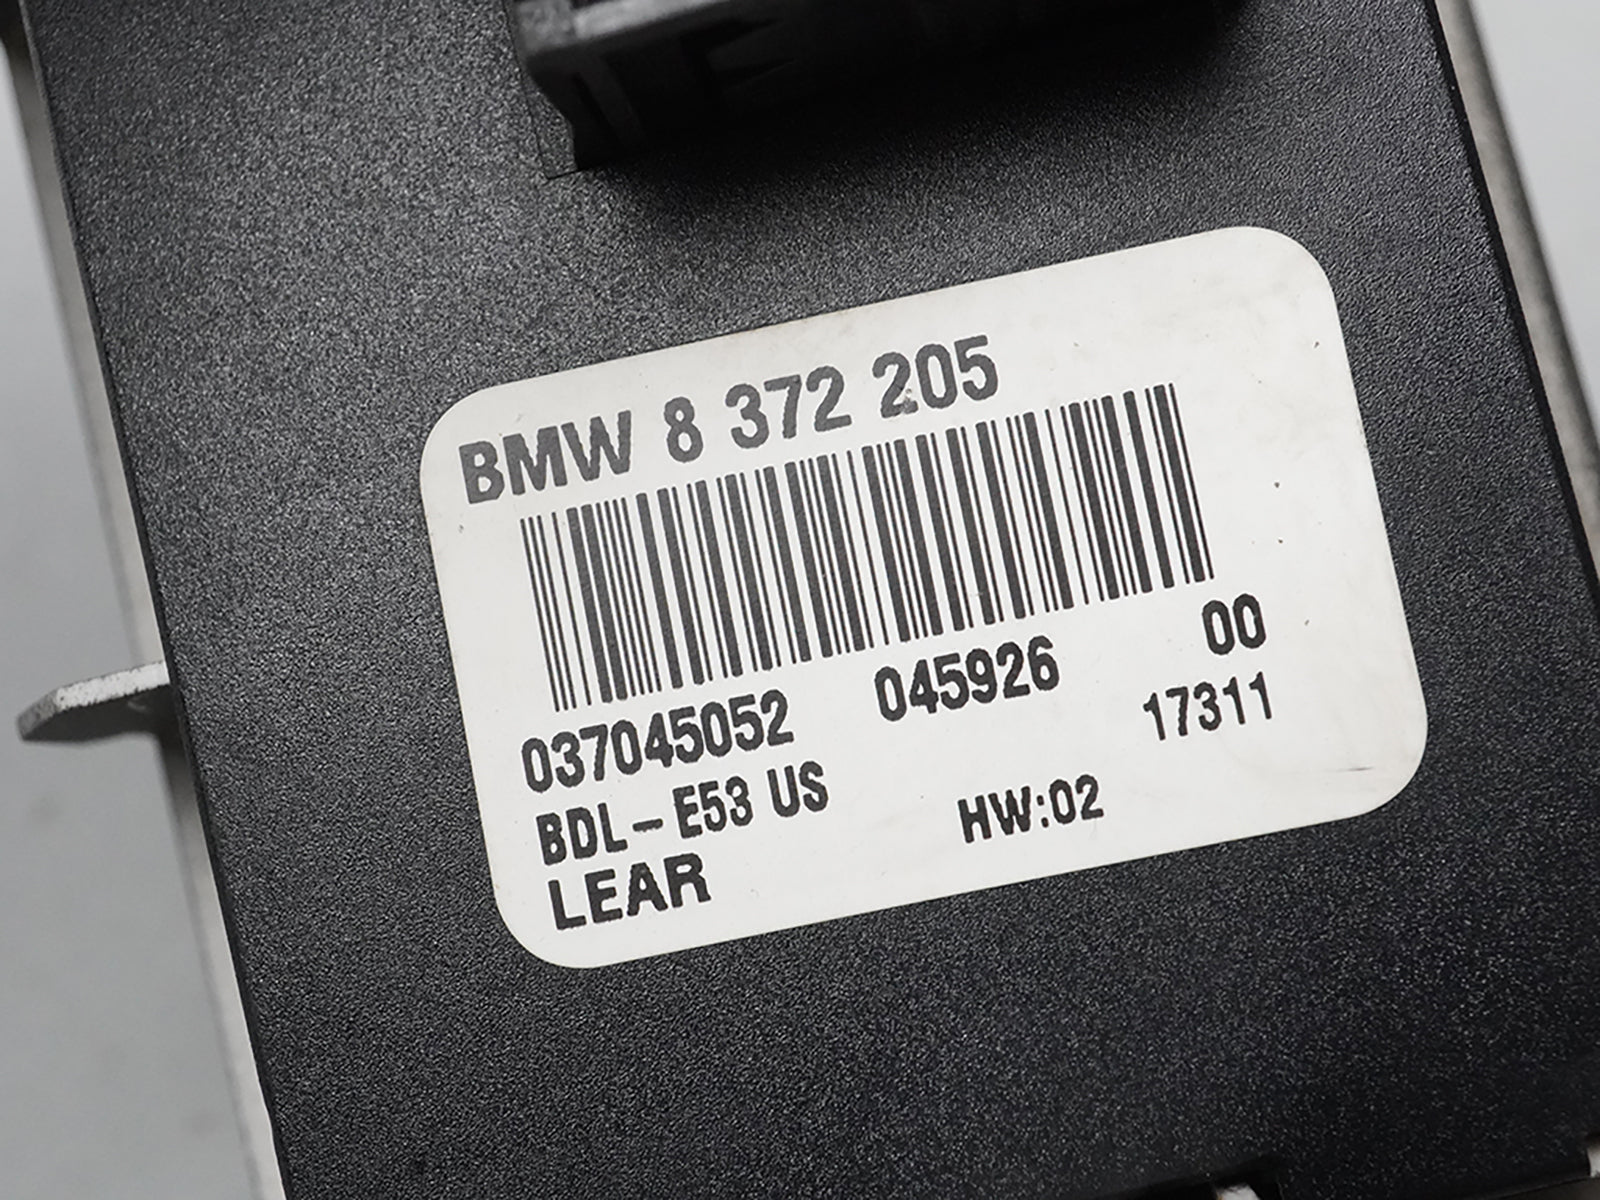 BMW 8 372 205
037045052 045926 00
BDL-E53 US HW:02 17311
LEAR